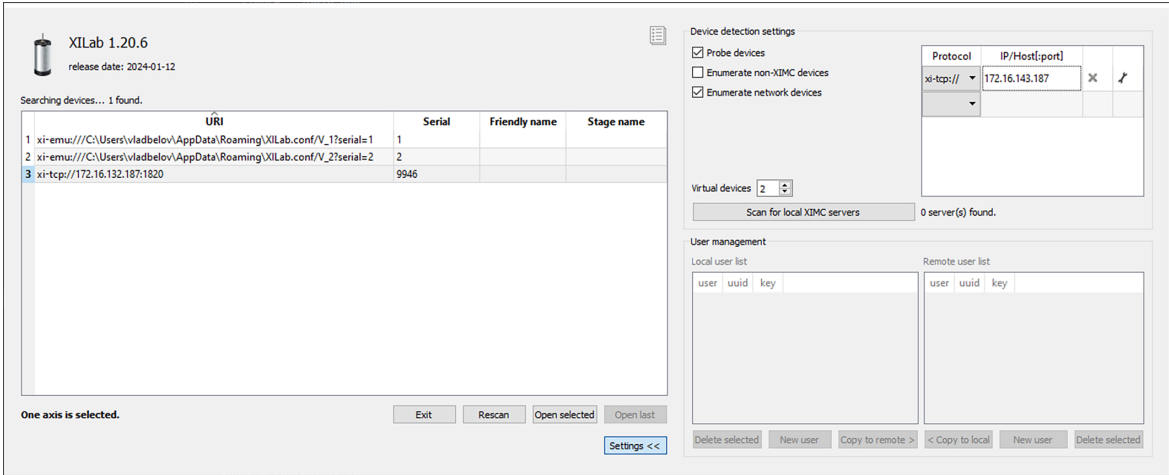 XILab 1.20.6
release date: 2024-01-12
Searching devices... 1 found.
URI Serial Friendly name Stage name
1 xi-emu:///C:\Users\vladbelov\AppData\Roaming\XILab.conf/V_1?serial=1 1
2 xi-emu:///C:\Users\vladbelov\AppData\Roaming\XILab.conf/V_2?serial=2 2
3 xi-tcp://172.16.132.187:1820 9946
One axis is selected.
Exit Rescan Open selected Open last
Settings <<
Device detection settings
Probe devices
Enumerate non-XIMC devices
Enumerate network devices
Protocol IP/Host[:port]
xi-tcp:// 172.16.143.187
Virtual devices 2
Scan for local XIMC servers 0 server(s) found.
User management
Local user list Remote user list
user uuid key user uuid key
Delete selected New user Copy to remote > < Copy to local New user Delete selected